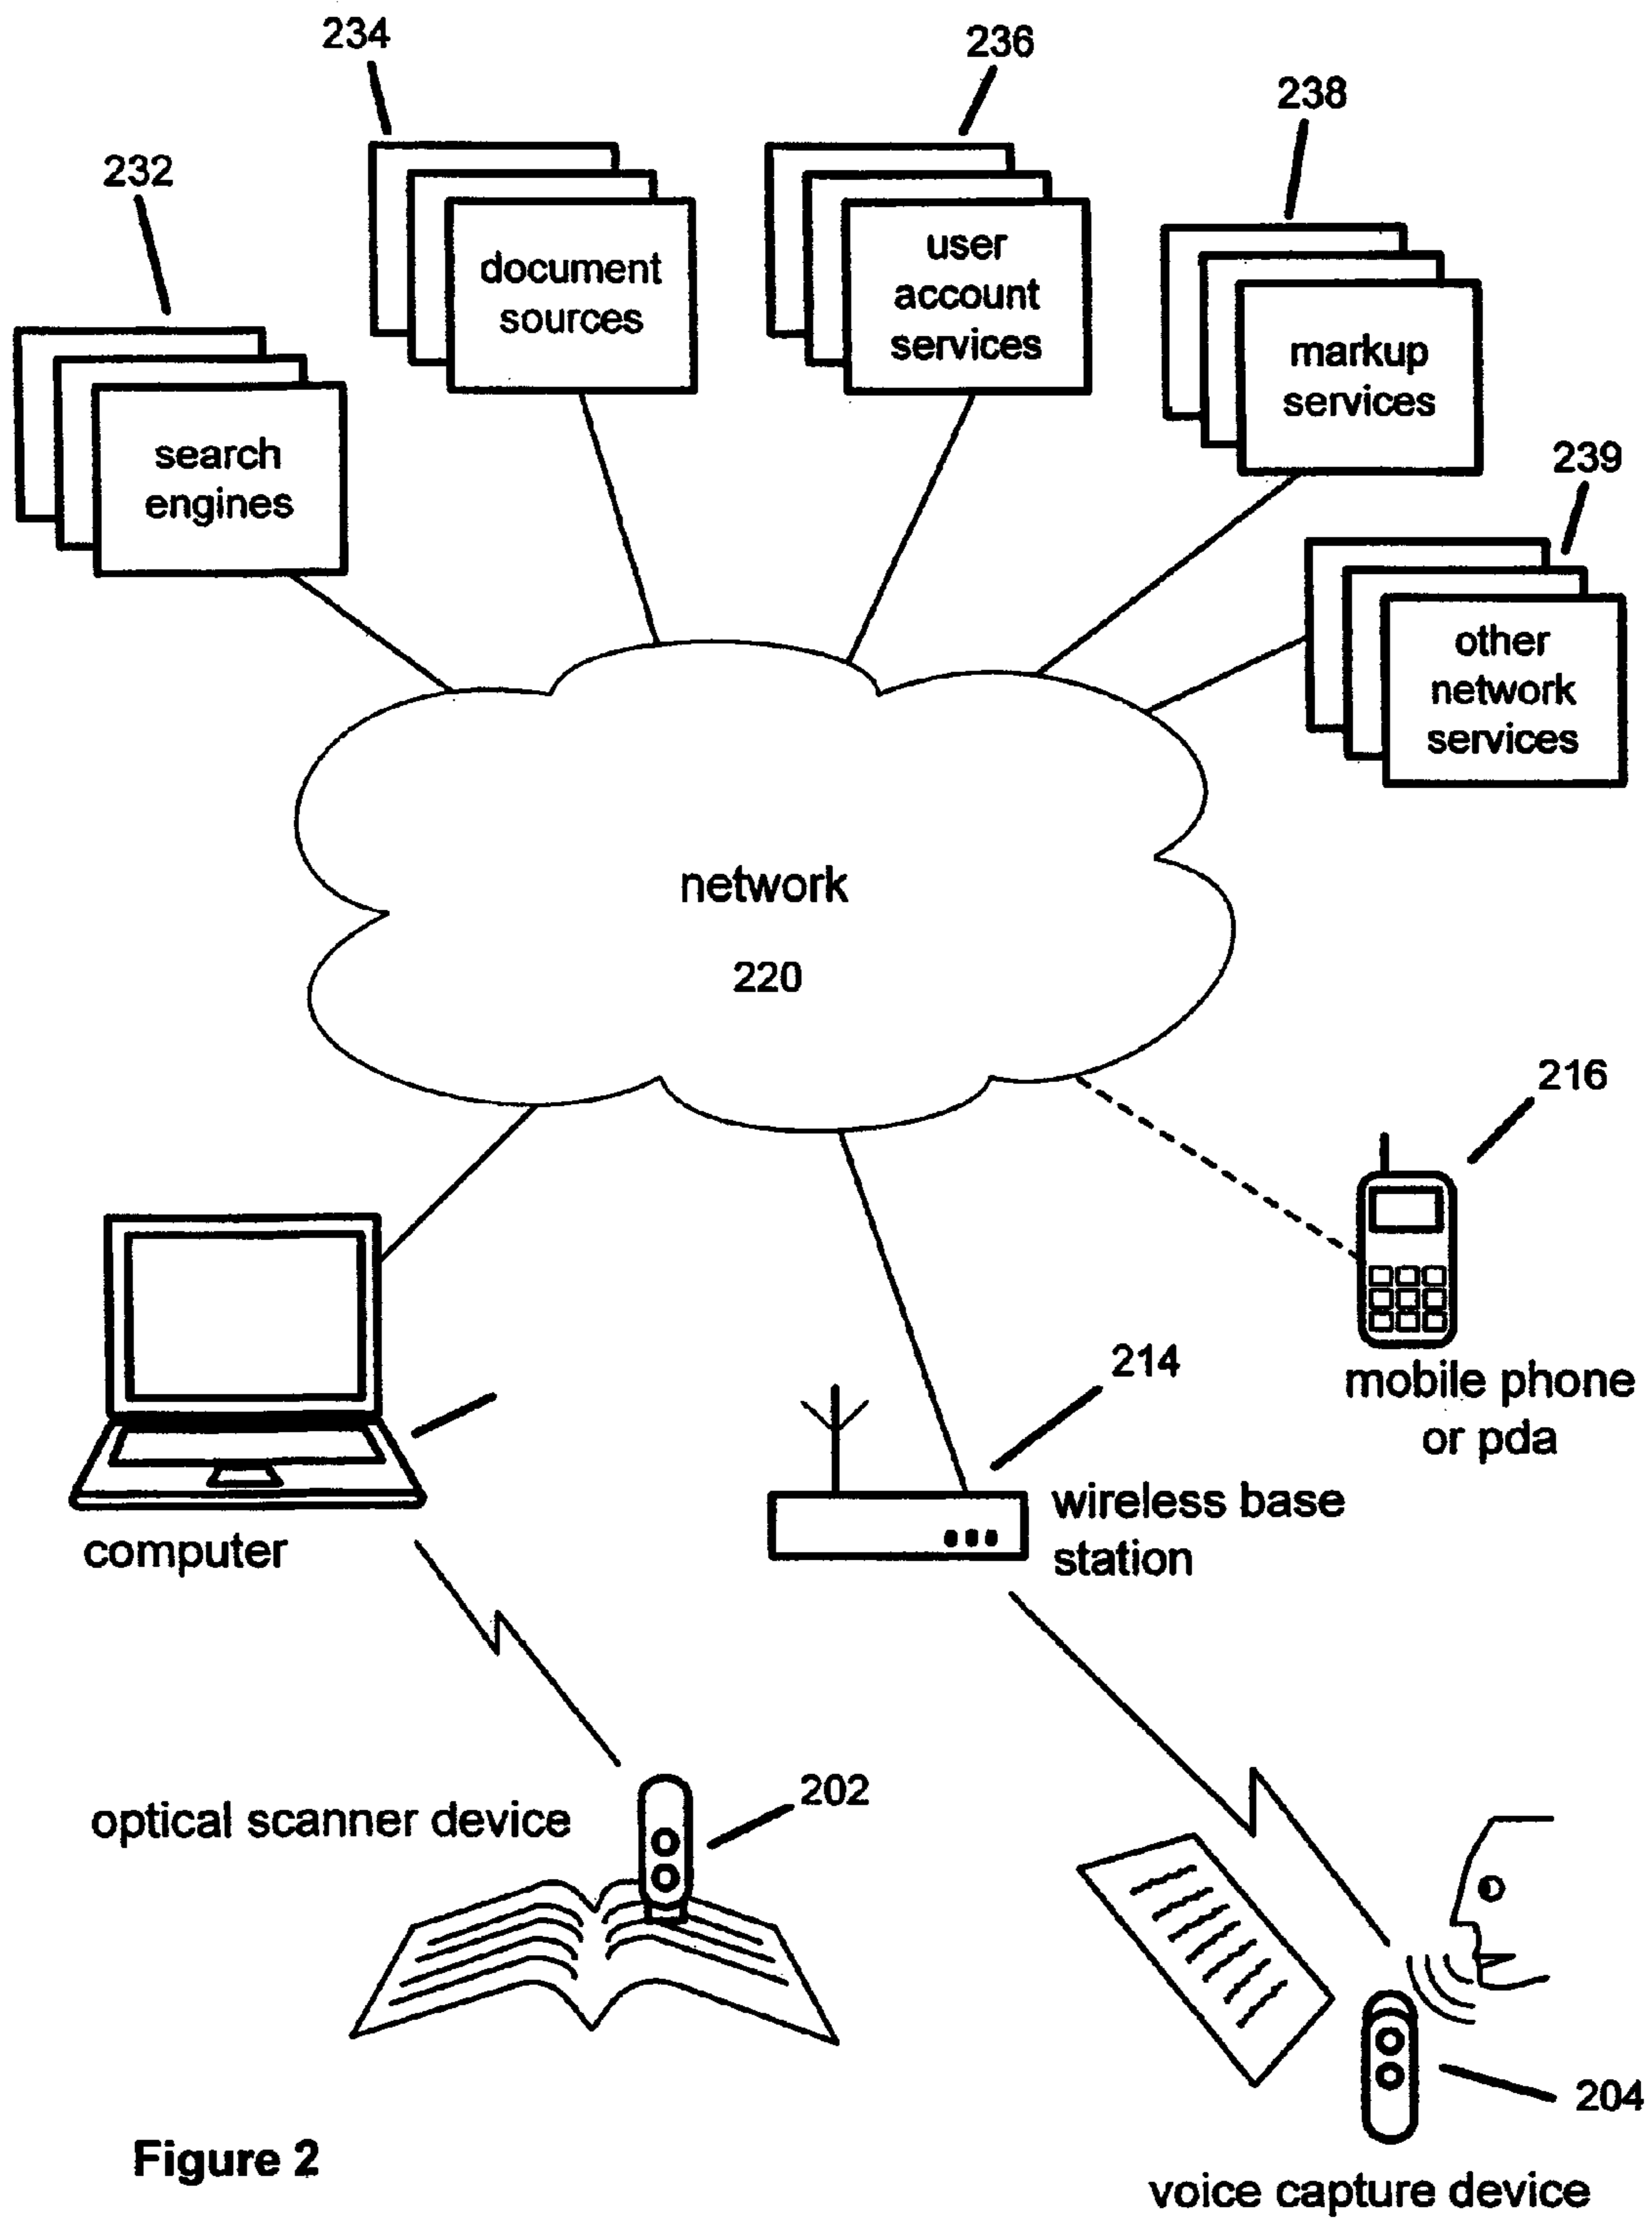 234
236
238
232
document
sources
user
account
services
markup
services
239
search
engines
other
network
services
network
220
216
mobile phone
or pda
214
wireless base
station
computer
202
optical scanner device
204
Figure 2
voice capture device